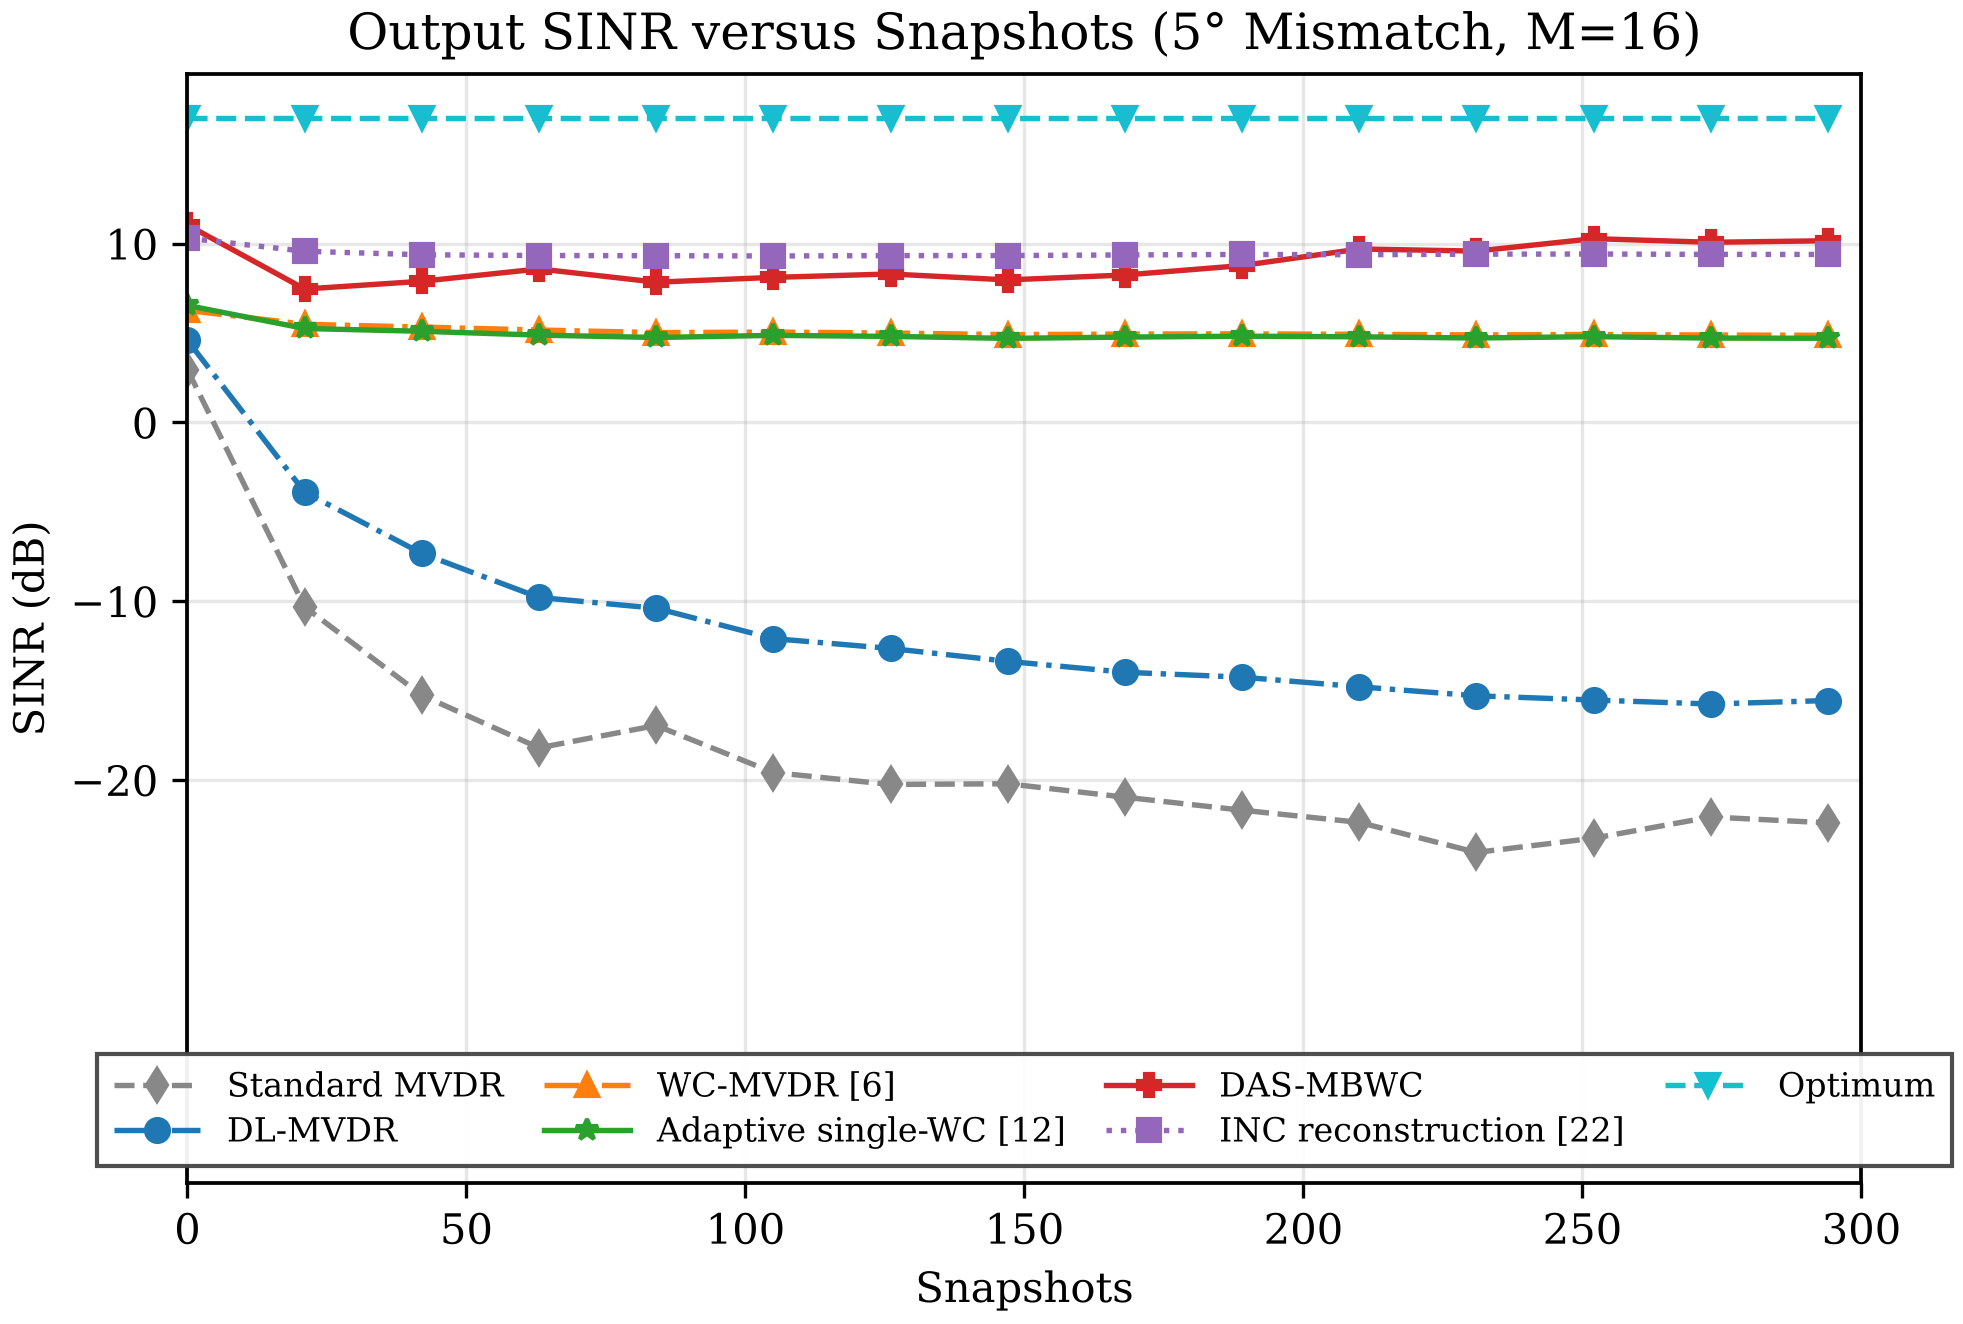 Output SINR versus Snapshots (5° Mismatch, M=16)
SINR (dB)
10
0
−10
−20
Standard MVDR
DL-MVDR
WC-MVDR [6]
Adaptive single-WC [12]
DAS-MBWC
INC reconstruction [22]
Optimum
0 50 100 150 200 250 300
Snapshots